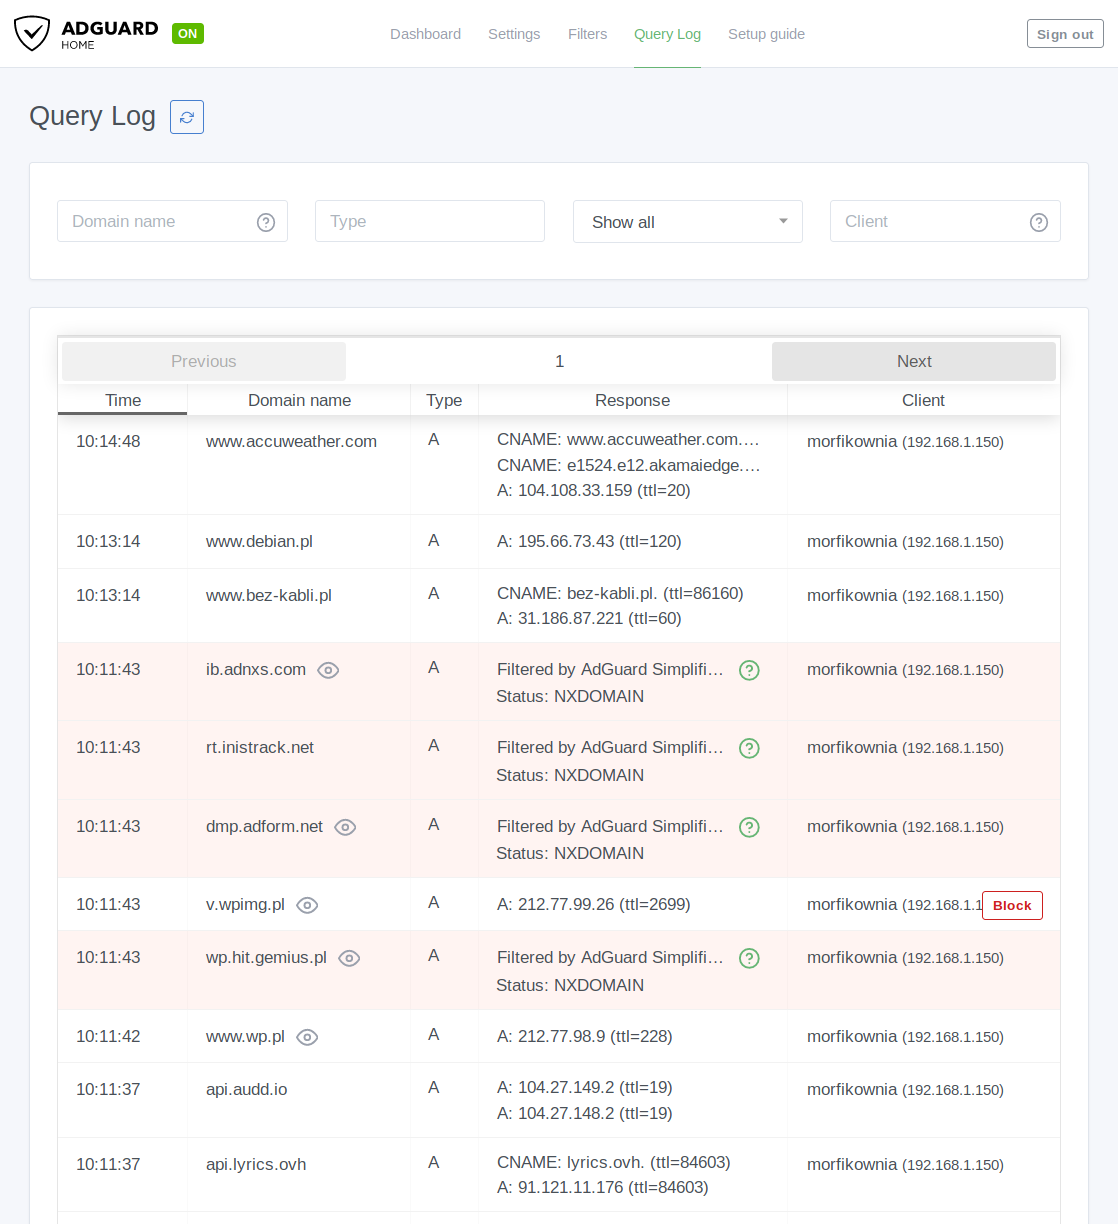 ADGUARD
HOME
ON
Dashboard Settings Filters Query Log Setup guide
Sign out
Query Log
Domain name Type Show all Client
Previous 1 Next
Time Domain name Type Response Client
10:14:48 www.accuweather.com A CNAME: www.accuweather.com.… morfikownia (192.168.1.150)
CNAME: e1524.e12.akamaiedge.…
A: 104.108.33.159 (ttl=20)
10:13:14 www.debian.pl A A: 195.66.73.43 (ttl=120) morfikownia (192.168.1.150)
10:13:14 www.bez-kabli.pl A CNAME: bez-kabli.pl. (ttl=86160) morfikownia (192.168.1.150)
A: 31.186.87.221 (ttl=60)
10:11:43 ib.adnxs.com A Filtered by AdGuard Simplifi… morfikownia (192.168.1.150)
Status: NXDOMAIN
10:11:43 rt.inistrack.net A Filtered by AdGuard Simplifi… morfikownia (192.168.1.150)
Status: NXDOMAIN
10:11:43 dmp.adform.net A Filtered by AdGuard Simplifi… morfikownia (192.168.1.150)
Status: NXDOMAIN
10:11:43 v.wpimg.pl A A: 212.77.99.26 (ttl=2699) morfikownia (192.168.1.1 Block
10:11:43 wp.hit.gemius.pl A Filtered by AdGuard Simplifi… morfikownia (192.168.1.150)
Status: NXDOMAIN
10:11:42 www.wp.pl A A: 212.77.98.9 (ttl=228) morfikownia (192.168.1.150)
10:11:37 api.audd.io A A: 104.27.149.2 (ttl=19) morfikownia (192.168.1.150)
A: 104.27.148.2 (ttl=19)
10:11:37 api.lyrics.ovh A CNAME: lyrics.ovh. (ttl=84603) morfikownia (192.168.1.150)
A: 91.121.11.176 (ttl=84603)